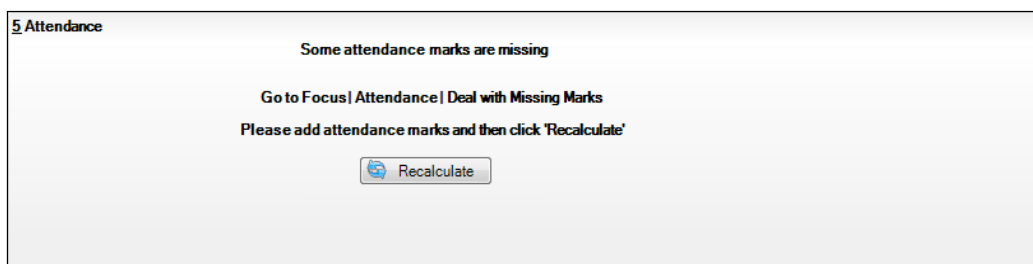 5 Attendance
Some attendance marks are missing
Go to Focus| Attendance| Deal with Missing Marks
Please add attendance marks and then click 'Recalculate'
Recalculate